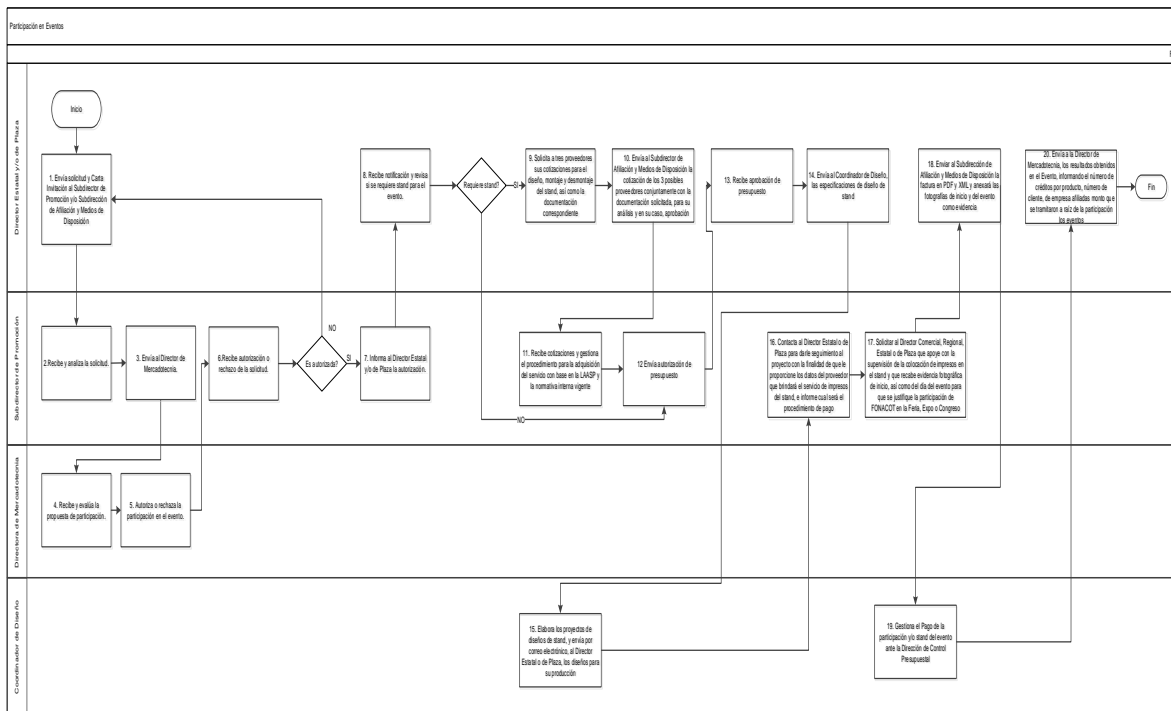 Participación en Eventos
Director Estatal y/o de Plaza
Inicio
1. Envía solicitud y Carta
Invitación al Subdirector de
Promoción y/o Subdirección
de Afiliación y Medios de
Disposición
8. Recibe notificación y revisa
si se requiere stand para el
evento.
Requiere stand?
SI
9. Solicita a tres proveedores
sus cotizaciones para el
diseño, montaje y desmontaje
del stand, así como la
documentación
correspondiente
10. Envía al Subdirector de
Afiliación y Medios de Disposición la
cotización de los 3 posibles
proveedores conjuntamente con la
documentación solicitada, para su
análisis y en su caso, aprobación
13. Recibe aprobación de
presupuesto
14. Envía al Coordinador de Diseño,
las especificaciones de diseño de
stand
18. Enviar al Subdirección de
Afiliación y Medios de Disposición la
factura en PDF y XML y anexará las
fotografías de inicio y del evento
como evidencia
20. Envía a la Director de
Mercadotecnia, los resultados obtenidos
en el Evento, informando el número de
créditos por producto, número de
cliente, de empresa afiliadas monto que
se tramitaron a raíz de la participación
los eventos
Fin
Subdirector de Promoción
2.Recibe y analiza la solicitud.
3. Envía al Director de
Mercadotecnia.
6.Recibe autorización o
rechazo de la solicitud.
Es autorizada?
NO
SI
7. Informa al Director Estatal
y/o de Plaza la autorización.
11. Recibe cotizaciones y gestiona
el procedimiento para la adquisición
del servicio con base en la LAASP y
la normativa interna vigente
12 Envía autorización de
presupuesto
NO
16. Contacta al Director Estatal o de
Plaza para darle seguimiento al
proyecto con la finalidad de que le
proporcione los datos del proveedor
que brindará el servicio de impresos
del stand, e informe cual será el
procedimiento de pago
17. Solicitar al Director Comercial, Regional,
Estatal o de Plaza que apoye con la
supervisión de la colocación de impresos en
el stand y que recabe evidencia fotográfica
de inicio, así como del día del evento para
que se justifique la participación de
FONACOT en la Feria, Expo o Congreso
Directora de Mercadotecnia
4. Recibe y evalúa la
propuesta de participación.
5. Autoriza o rechaza la
participación en el evento.
Coordinador de Diseño
15. Elabora los proyectos de
diseños de stand, y envía por
correo electrónico, al Director
Estatal o de Plaza, los diseños para
su producción
19. Gestiona el Pago de la
participación y/o stand del evento
ante la Dirección de Control
Presupuestal